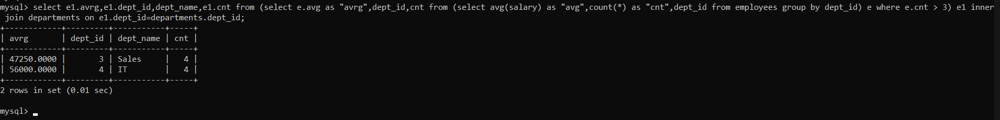 mysql> select e1.avrg,e1.dept_id,dept_name,e1.cnt from (select e.avg as "avrg",dept_id,cnt from (select avg(salary) as "avg",count(*) as "cnt",dept_id from employees group by dept_id) e where e.cnt > 3) e1 inner
 join departments on e1.dept_id=departments.dept_id;
+------------+---------+-----------+-----+
| avrg       | dept_id | dept_name | cnt |
+------------+---------+-----------+-----+
| 47250.0000 |       3 | Sales     |   4 |
| 56000.0000 |       4 | IT        |   4 |
+------------+---------+-----------+-----+
2 rows in set (0.01 sec)

mysql>